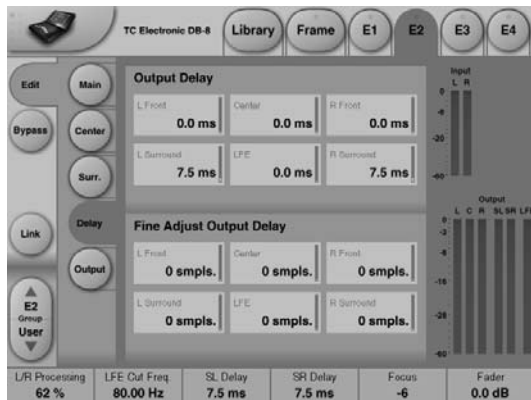 TC Electronic DB-8
Library
Frame
E1
E2
E3
E4
Edit
Bypass
Link
E2
Group
User
Main
Center
Surr.
Delay
Output
Output Delay
L Front
0.0 ms
Center
0.0 ms
R Front
0.0 ms
L Surround
7.5 ms
LFE
0.0 ms
R Surround
7.5 ms
Fine Adjust Output Delay
L Front
0 smpls.
Center
0 smpls.
R Front
0 smpls.
L Surround
0 smpls.
LFE
0 smpls.
R Surround
0 smpls.
Input
L R
0
-20
-60
Output
L C R SL SR LFE
L/R Processing
62 %
LFE Cut Freq.
80.00 Hz
SL Delay
7.5 ms
SR Delay
7.5 ms
Focus
-6
Fader
0.0 dB